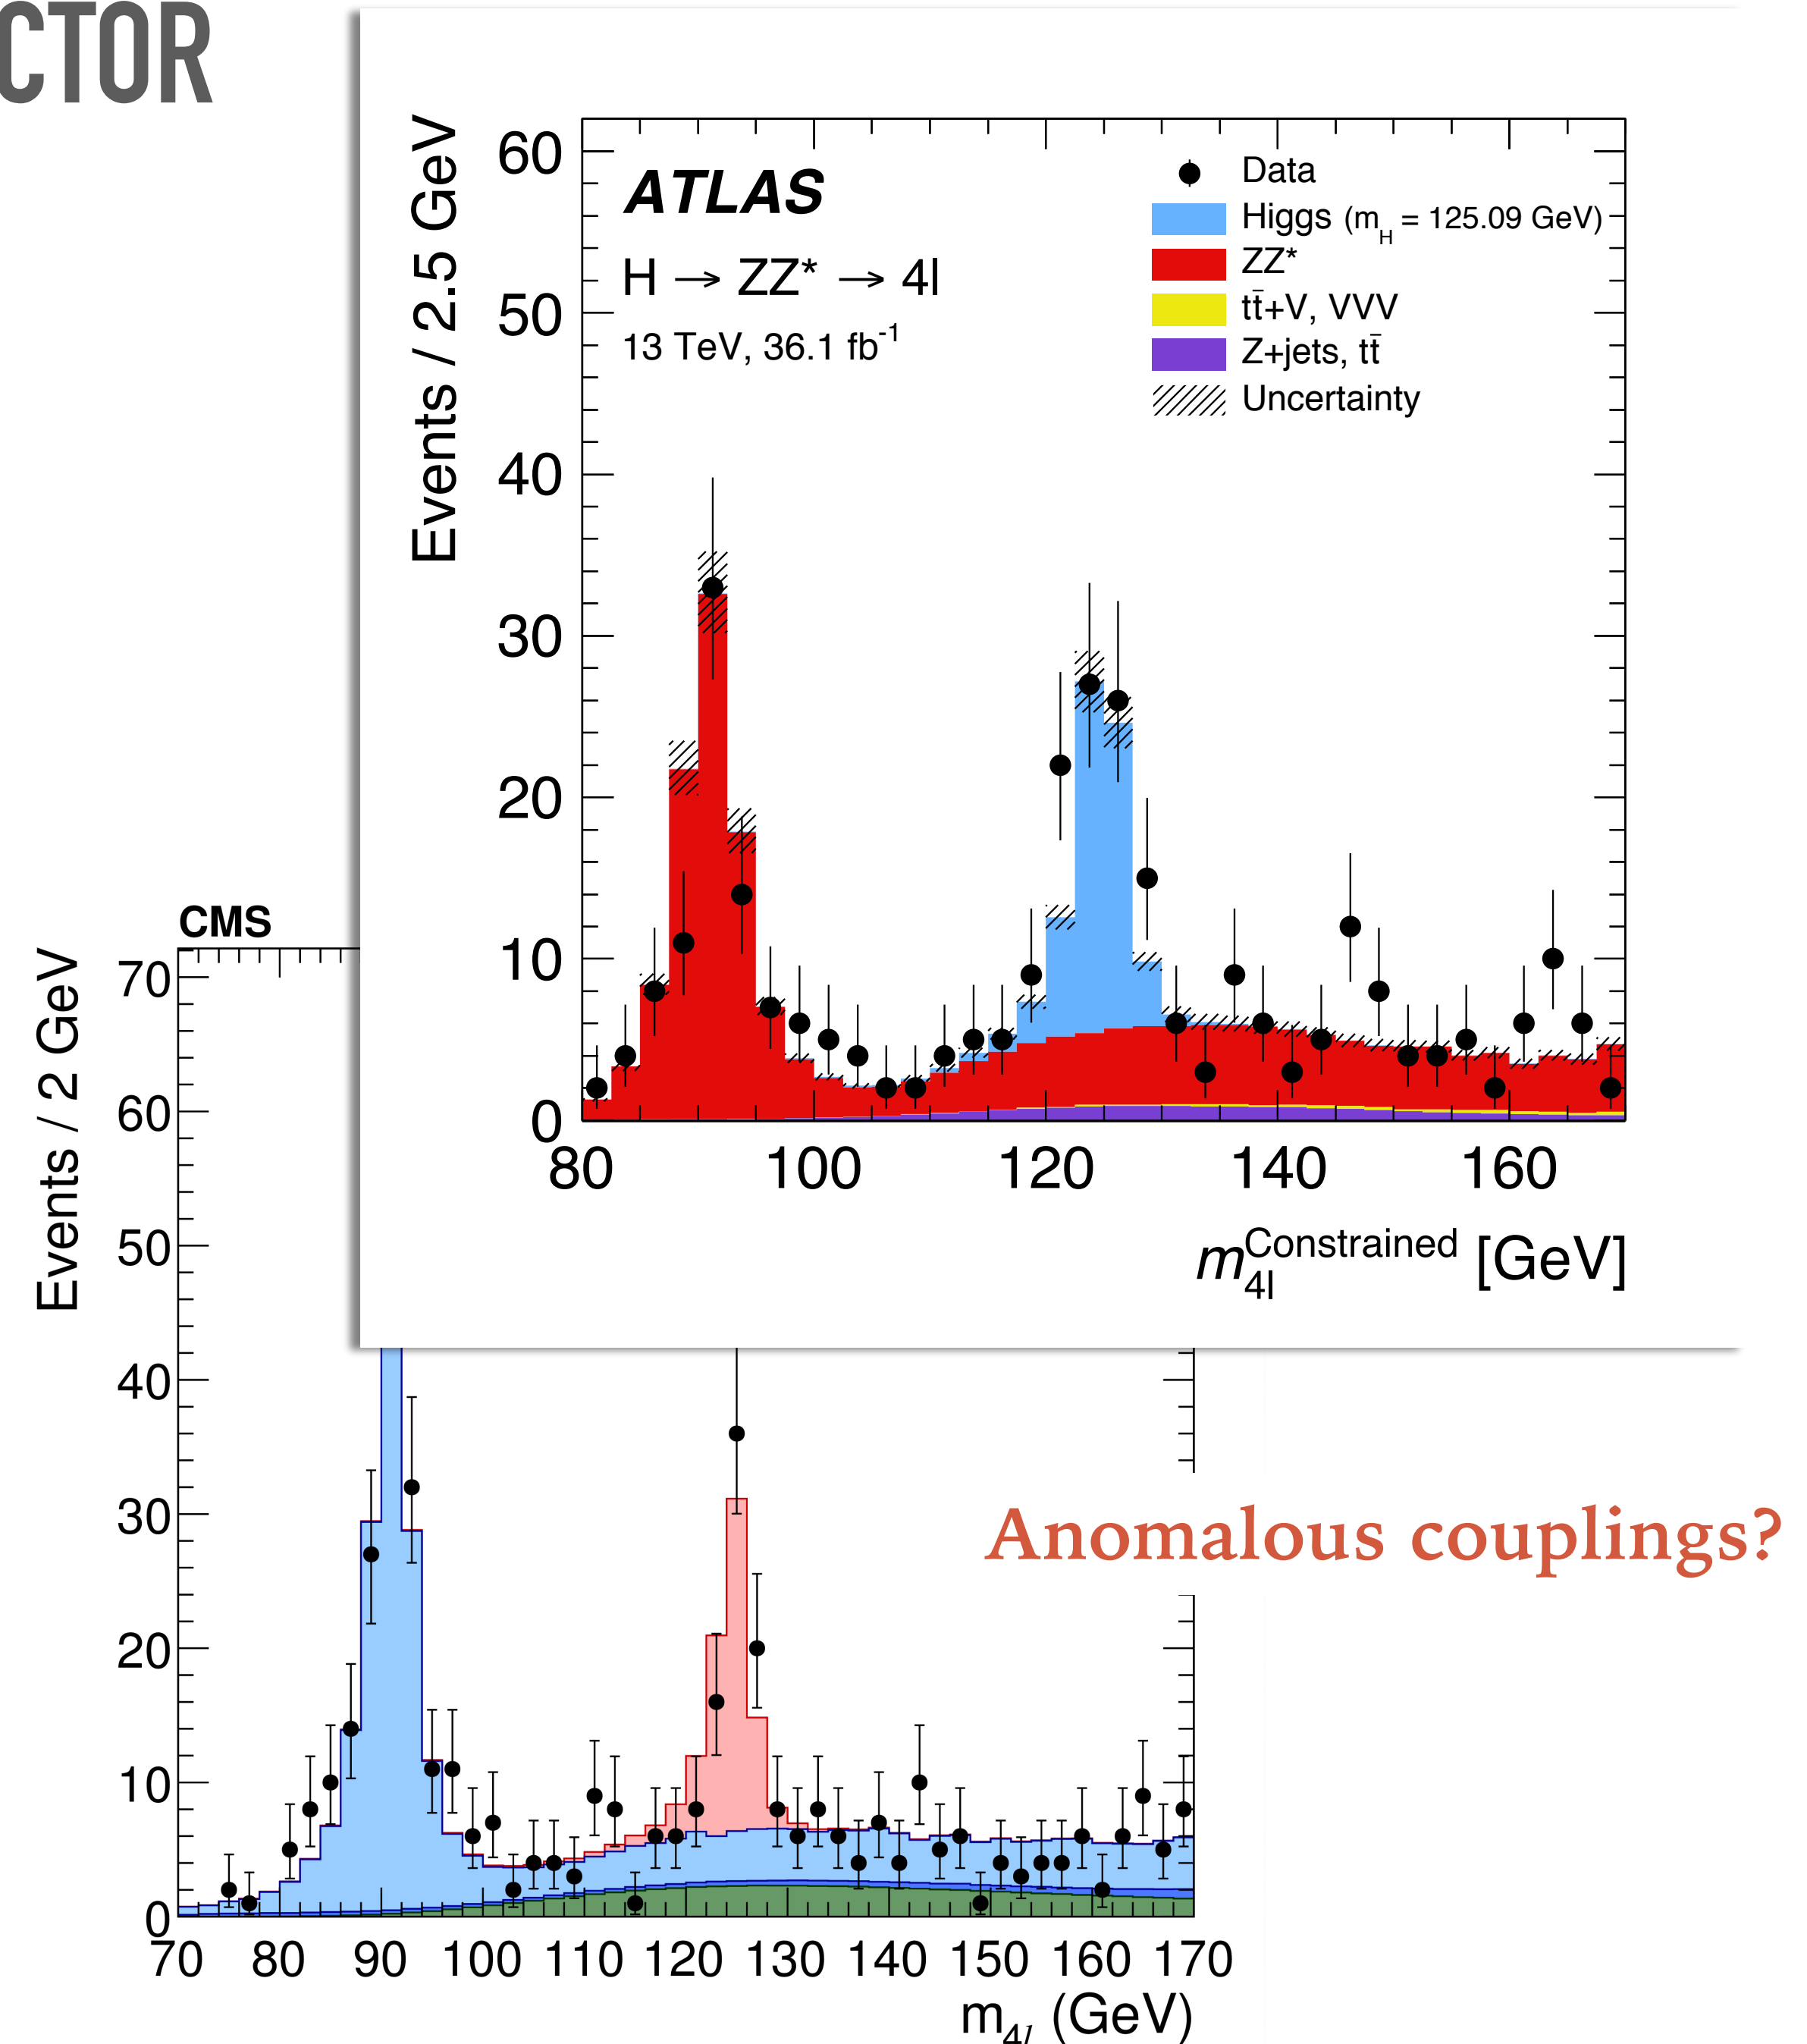 CTOR
Events / 2.5 GeV
60
50
40
30
20
10
0
ATLAS
H → ZZ* → 4l
13 TeV, 36.1 fb⁻¹
Data
Higgs (m_H = 125.09 GeV)
ZZ*
tt̄+V, VVV
Z+jets, tt̄
Uncertainty
80 100 120 140 160
m_4l^Constrained [GeV]
CMS
Events / 2 GeV
70
60
50
40
30
20
10
0
Anomalous couplings?
70 80 90 100 110 120 130 140 150 160 170
m_4l (GeV)